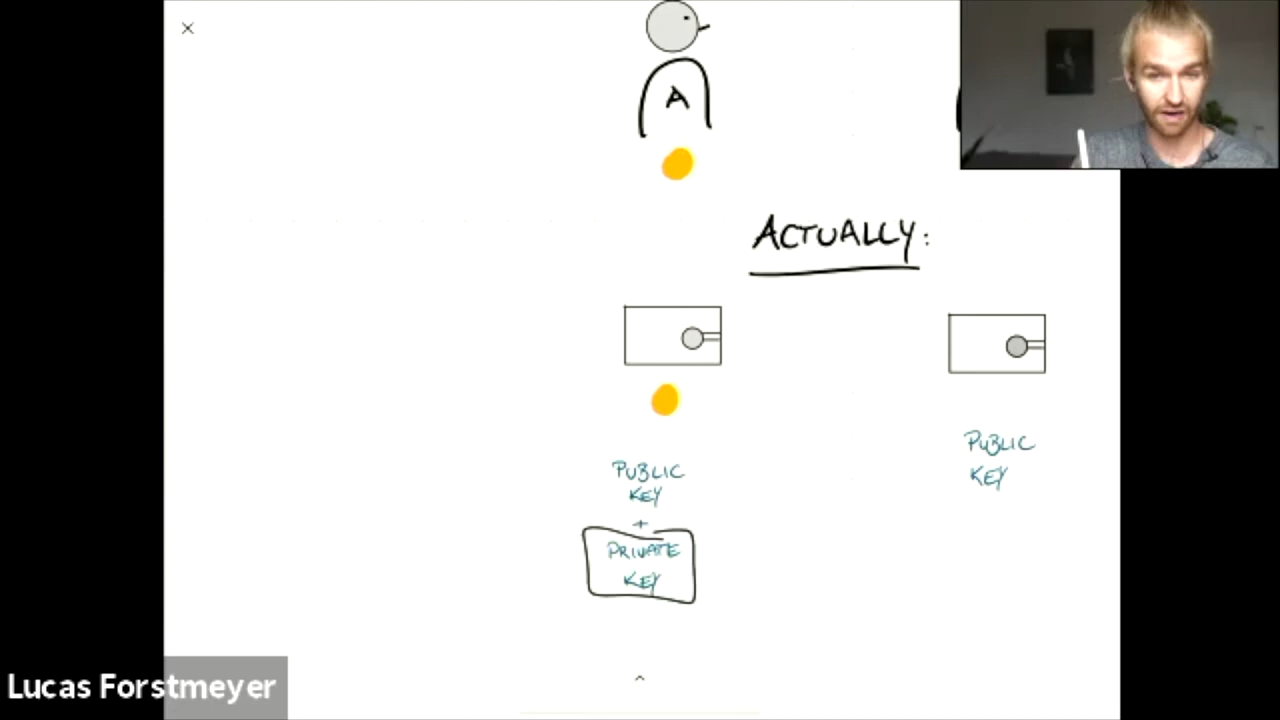 A
ACTUALLY:
PUBLIC
KEY
+
PRIVATE
KEY
PUBLIC
KEY
Lucas Forstmeyer